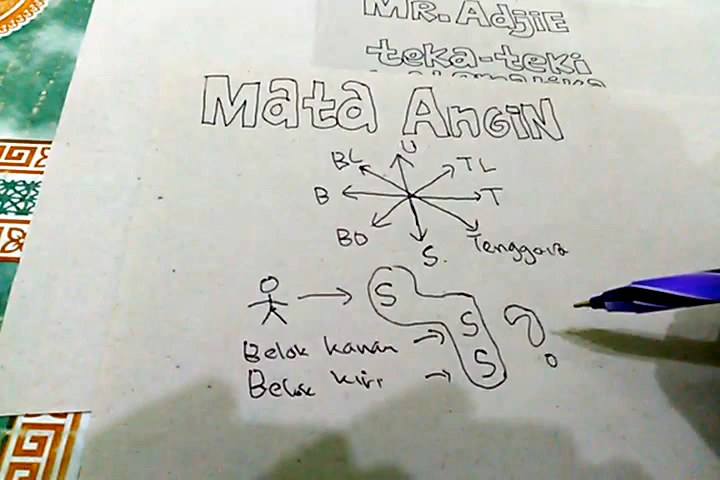 MR. AdjiE
teka-teki
Mata AnGiN
BL U TL
B T
BD S. Tenggara
S
Belok kanan S ?
Belok kiri S